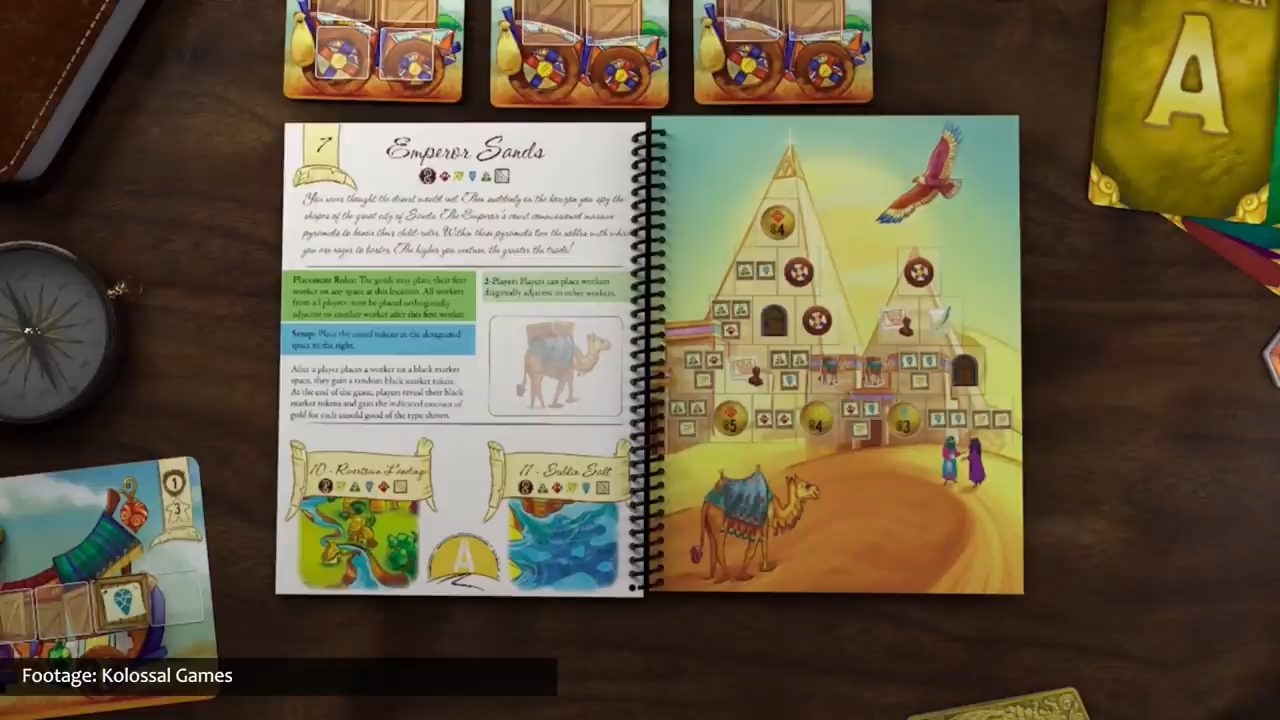 A
7
Emperor Sands
You never thought the desert would end. Then suddenly on the horizon you spy the
shapes of the great city of Sands. The Emperor's court commissioned massive
pyramids to honor their child-ruler. Within these pyramids live the nobles with
you are eager to barter. The higher you venture, the greater the trade!
Placement Rules: The guide may place their first
worker on any space at this location. All workers
from all players must be placed orthogonally
adjacent to another worker after this first worker.
2-Players Players can place workers
diagonally adjacent to other workers.
Setup: Place the camel tokens in the designated
space to the right.
After a player places a worker on a black market
space, they gain a random black market token.
At the end of the game, players reveal their black
market tokens and gain the indicated amount of
gold for each unsold good of the type shown.
10 - Rivertown Landing
11 - Sablia Salt
A
4
5
4
3
1
3
Footage: Kolossal Games